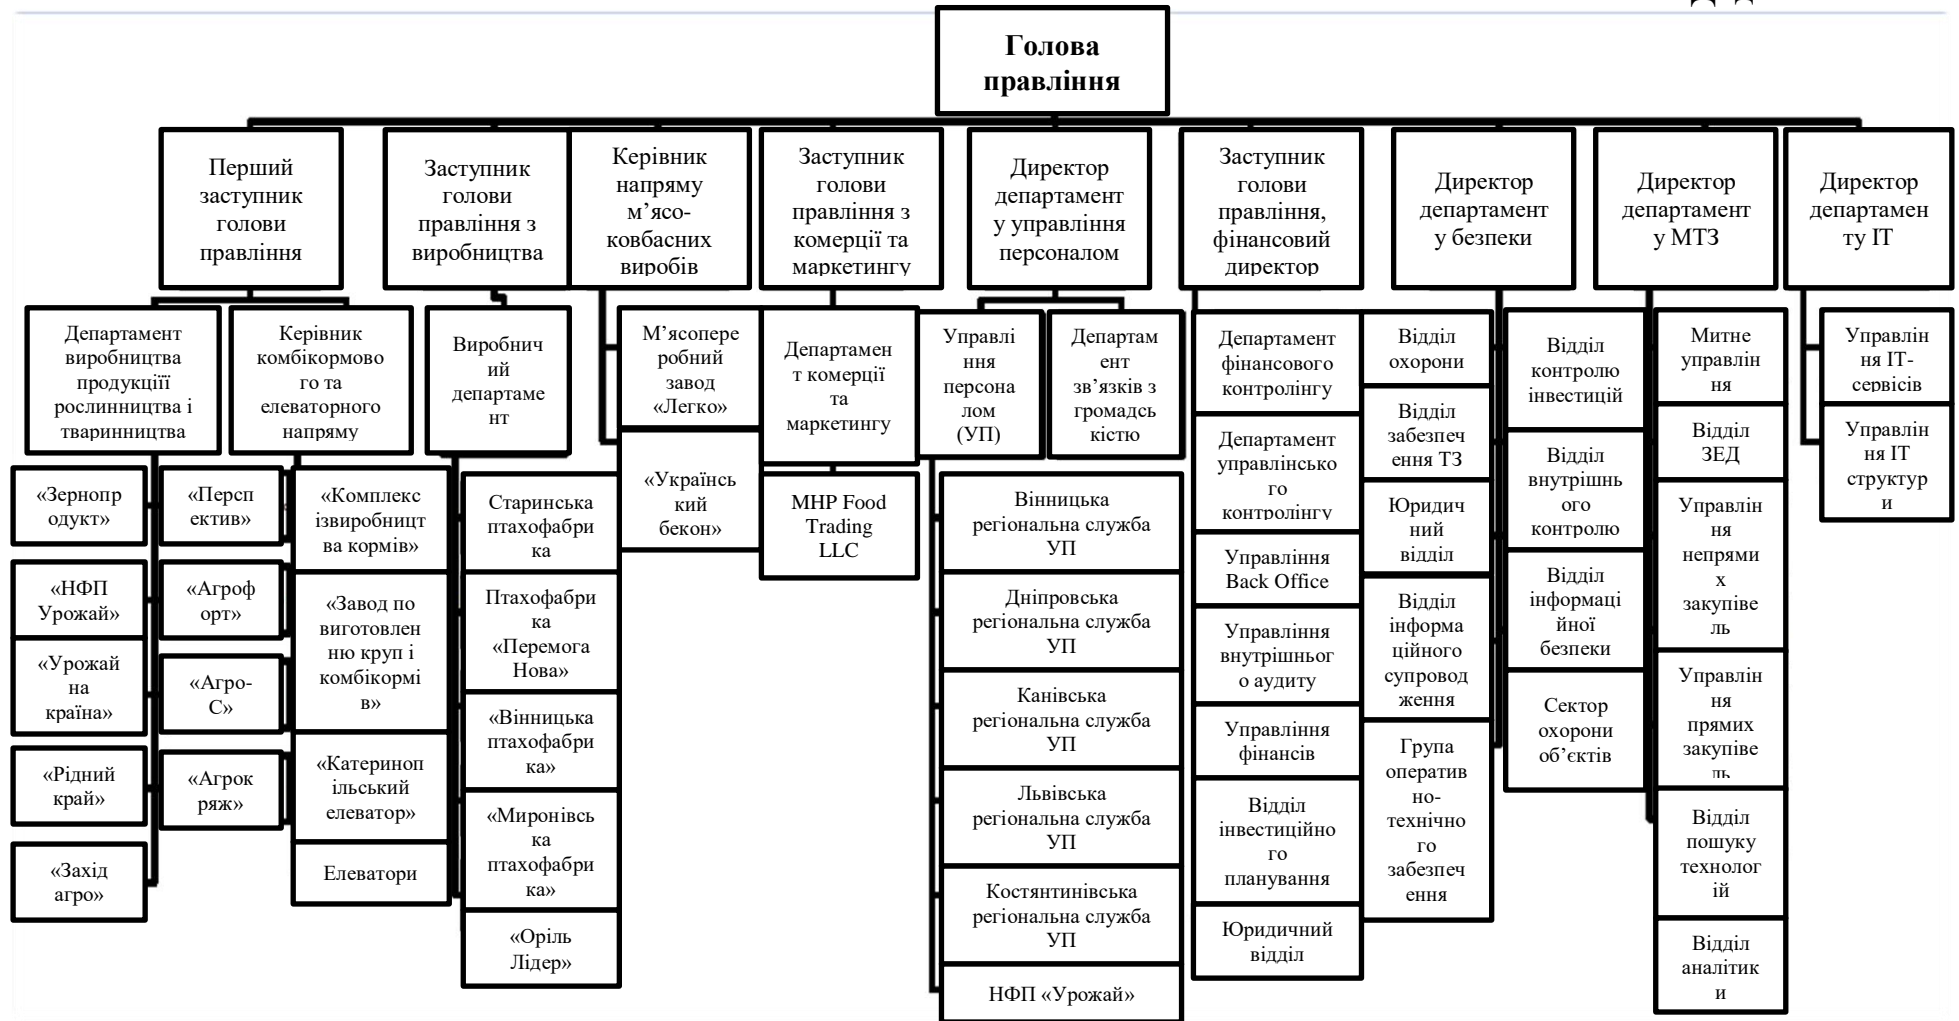 Голова
правління
Перший
заступник
голови
правління
Заступник
голови
правління з
виробництва
Керівник
напряму
м’ясо-
ковбасних
виробів
Заступник
голови
правління з
комерції та
маркетингу
Директор
департамент
у управління
персоналом
Заступник
голови
правління,
фінансовий
директор
Директор
департамент
у безпеки
Директор
департамент
у МТЗ
Директор
департамен
ту ІТ
Департамент
виробництва
продукціїї
рослинництва і
тваринництва
Керівник
комбікормово
го та
елеваторного
напряму
Виробнич
ий
департаме
нт
М’ясопере
робний
завод
«Легко»
«Українсь
кий
бекон»
Департамен
т комерції
та
маркетингу
MHP Food
Trading
LLC
Управлі
ння
персона
лом
(УП)
Департам
ент
зв’язків з
громадсь
кістю
«Зернопр
одукт»
«НФП
Урожай»
«Урожай
на
країна»
«Рідний
край»
«Захід
агро»
«Персп
ектив»
«Агроф
орт»
«Агро-
С»
«Агрок
ряж»
«Комплекс
ізвиробницт
ва кормів»
«Завод по
виготовлен
ню круп і
комбікормі
в»
«Катериноп
ільський
елеватор»
Елеватори
Старинська
птахофабри
ка
Птахофабри
ка
«Перемога
Нова»
«Вінницька
птахофабри
ка»
«Миронівсь
ка
птахофабри
ка»
«Оріль
Лідер»
Вінницька
регіональна служба
УП
Дніпровська
регіональна служба
УП
Канівська
регіональна служба
УП
Львівська
регіональна служба
УП
Костянтинівська
регіональна служба
УП
НФП «Урожай»
Департамент
фінансового
контролінгу
Департамент
управлінсько
го
контролінгу
Управління
Back Office
Управління
внутрішньог
о аудиту
Управління
фінансів
Відділ
інвестиційно
го
планування
Юридичний
відділ
Відділ
охорони
Відділ
забезпеч
ення ТЗ
Юридич
ний
відділ
Відділ
інформа
ційного
супровод
ження
Група
оператив
но-
технічно
го
забезпеч
ення
Відділ
контролю
інвестицій
Відділ
внутрішнь
ого
контролю
Відділ
інформаці
йної
безпеки
Сектор
охорони
об’єктів
Митне
управлін
ня
Відділ
ЗЕД
Управлін
ня
непрями
х
закупіве
ль
Управлін
ня
прямих
закупіве
ль
Відділ
пошуку
технолог
ій
Відділ
аналітик
и
Управлін
ня ІТ-
сервісів
Управлін
ня ІТ
структур
и